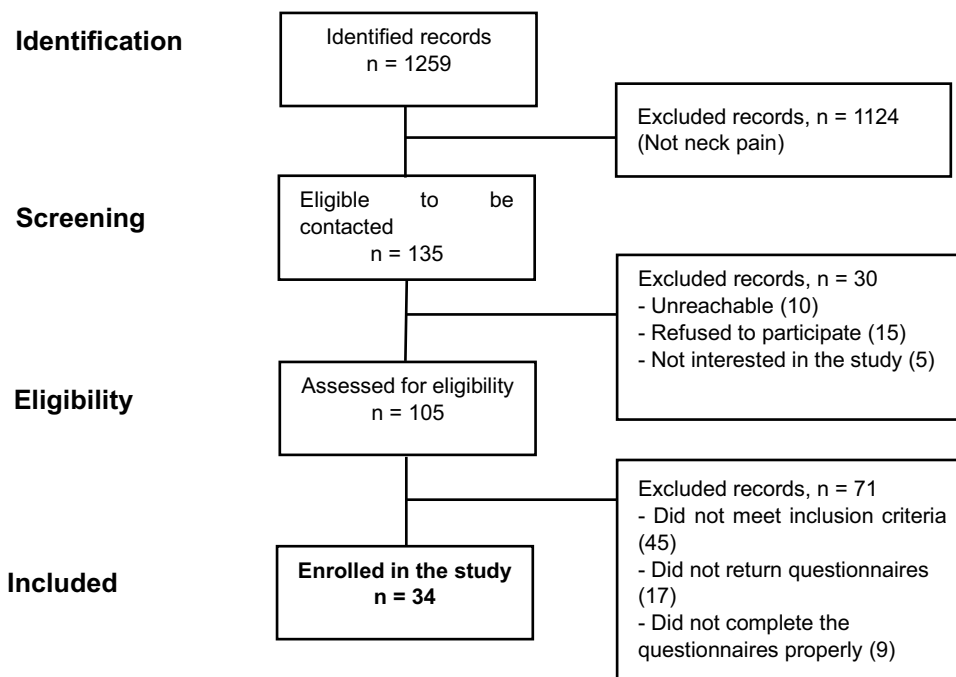 Identification
Identified records
n = 1259
Excluded records, n = 1124
(Not neck pain)
Screening
Eligible to be
contacted
n = 135
Excluded records, n = 30
- Unreachable (10)
- Refused to participate (15)
- Not interested in the study (5)
Eligibility
Assessed for eligibility
n = 105
Excluded records, n = 71
- Did not meet inclusion criteria
(45)
- Did not return questionnaires
(17)
- Did not complete the
questionnaires properly (9)
Included
Enrolled in the study
n = 34